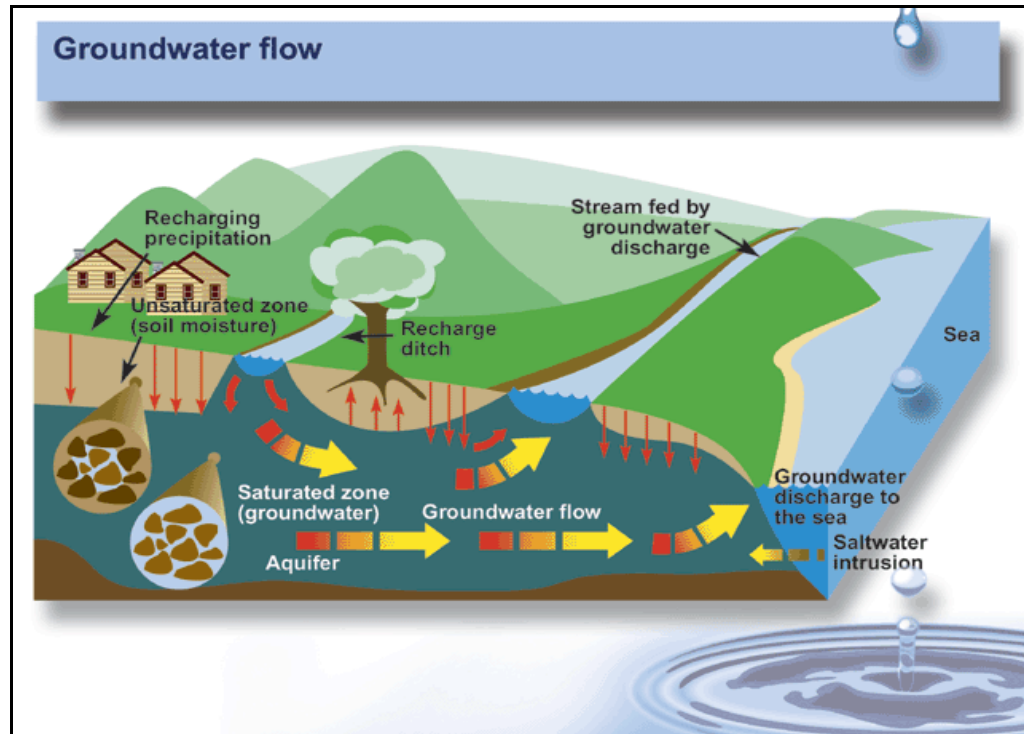 Groundwater flow
Recharging
precipitation
Unsaturated zone
(soil moisture)
Recharge
ditch
Stream fed by
groundwater
discharge
Sea
Saturated zone
(groundwater)
Groundwater flow
Aquifer
Groundwater
discharge to
the sea
Saltwater
intrusion